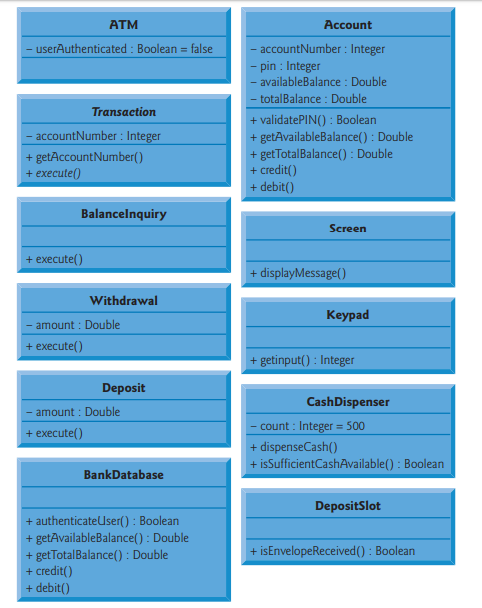 ATM
– userAuthenticated : Boolean = false
Transaction
– accountNumber : Integer
+ getAccountNumber()
+ execute()
BalanceInquiry
+ execute()
Withdrawal
– amount : Double
+ execute()
Deposit
– amount : Double
+ execute()
BankDatabase
+ authenticateUser() : Boolean
+ getAvailableBalance() : Double
+ getTotalBalance() : Double
+ credit()
+ debit()
Account
– accountNumber : Integer
– pin : Integer
– availableBalance : Double
– totalBalance : Double
+ validatePIN() : Boolean
+ getAvailableBalance() : Double
+ getTotalBalance() : Double
+ credit()
+ debit()
Screen
+ displayMessage()
Keypad
+ getinput() : Integer
CashDispenser
– count : Integer = 500
+ dispenseCash()
+ isSufficientCashAvailable() : Boolean
DepositSlot
+ isEnvelopeReceived() : Boolean